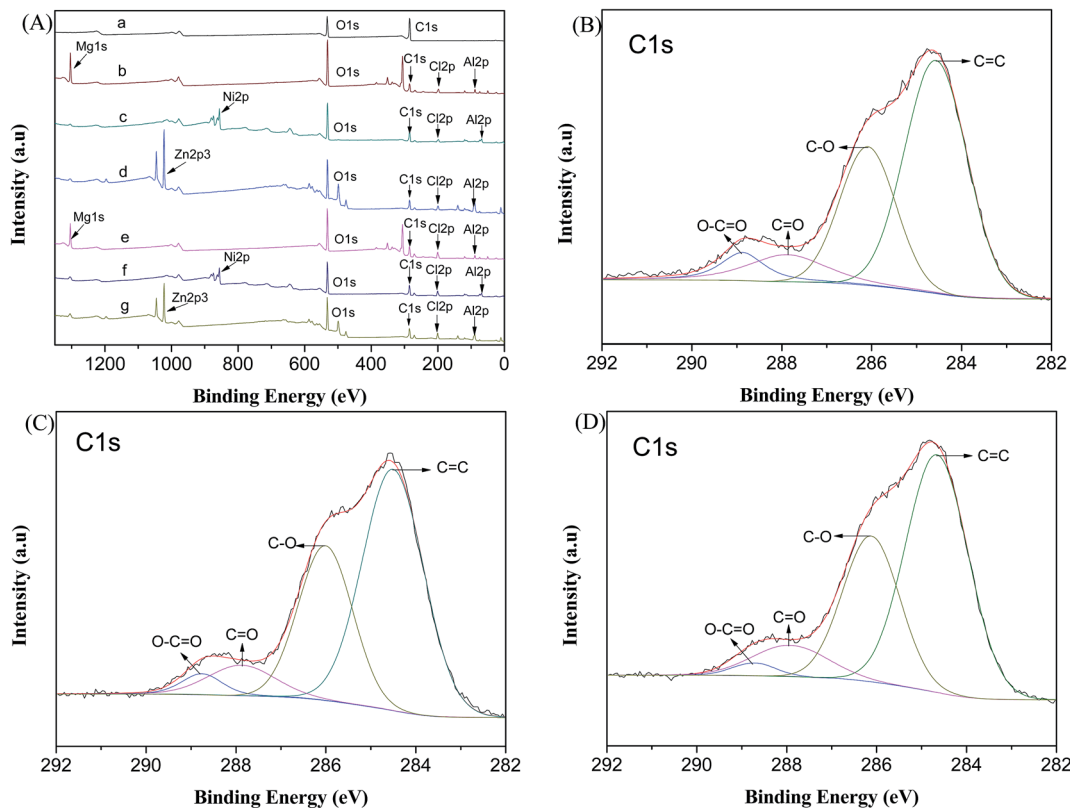 (A)
a
O1s
C1s
Mg1s
b
O1s
C1s
Cl2p
Al2p
Ni2p
c
O1s
C1s
Cl2p
Al2p
Zn2p3
d
O1s
C1s
Cl2p
Al2p
Mg1s
e
O1s
C1s
Cl2p
Al2p
Ni2p
f
O1s
C1s
Cl2p
Al2p
Zn2p3
g
O1s
C1s
Cl2p
Al2p
Intensity (a.u)
1200 1000 800 600 400 200 0
Binding Energy (eV)
(B)
C1s
C=C
C-O
O-C=O
C=O
Intensity (a.u)
292 290 288 286 284 282
Binding Energy (eV)
(C)
C1s
C=C
C-O
O-C=O
C=O
Intensity (a.u)
292 290 288 286 284 282
Binding Energy (eV)
(D)
C1s
C=C
C-O
O-C=O
C=O
Intensity (a.u)
292 290 288 286 284 282
Binding Energy (eV)